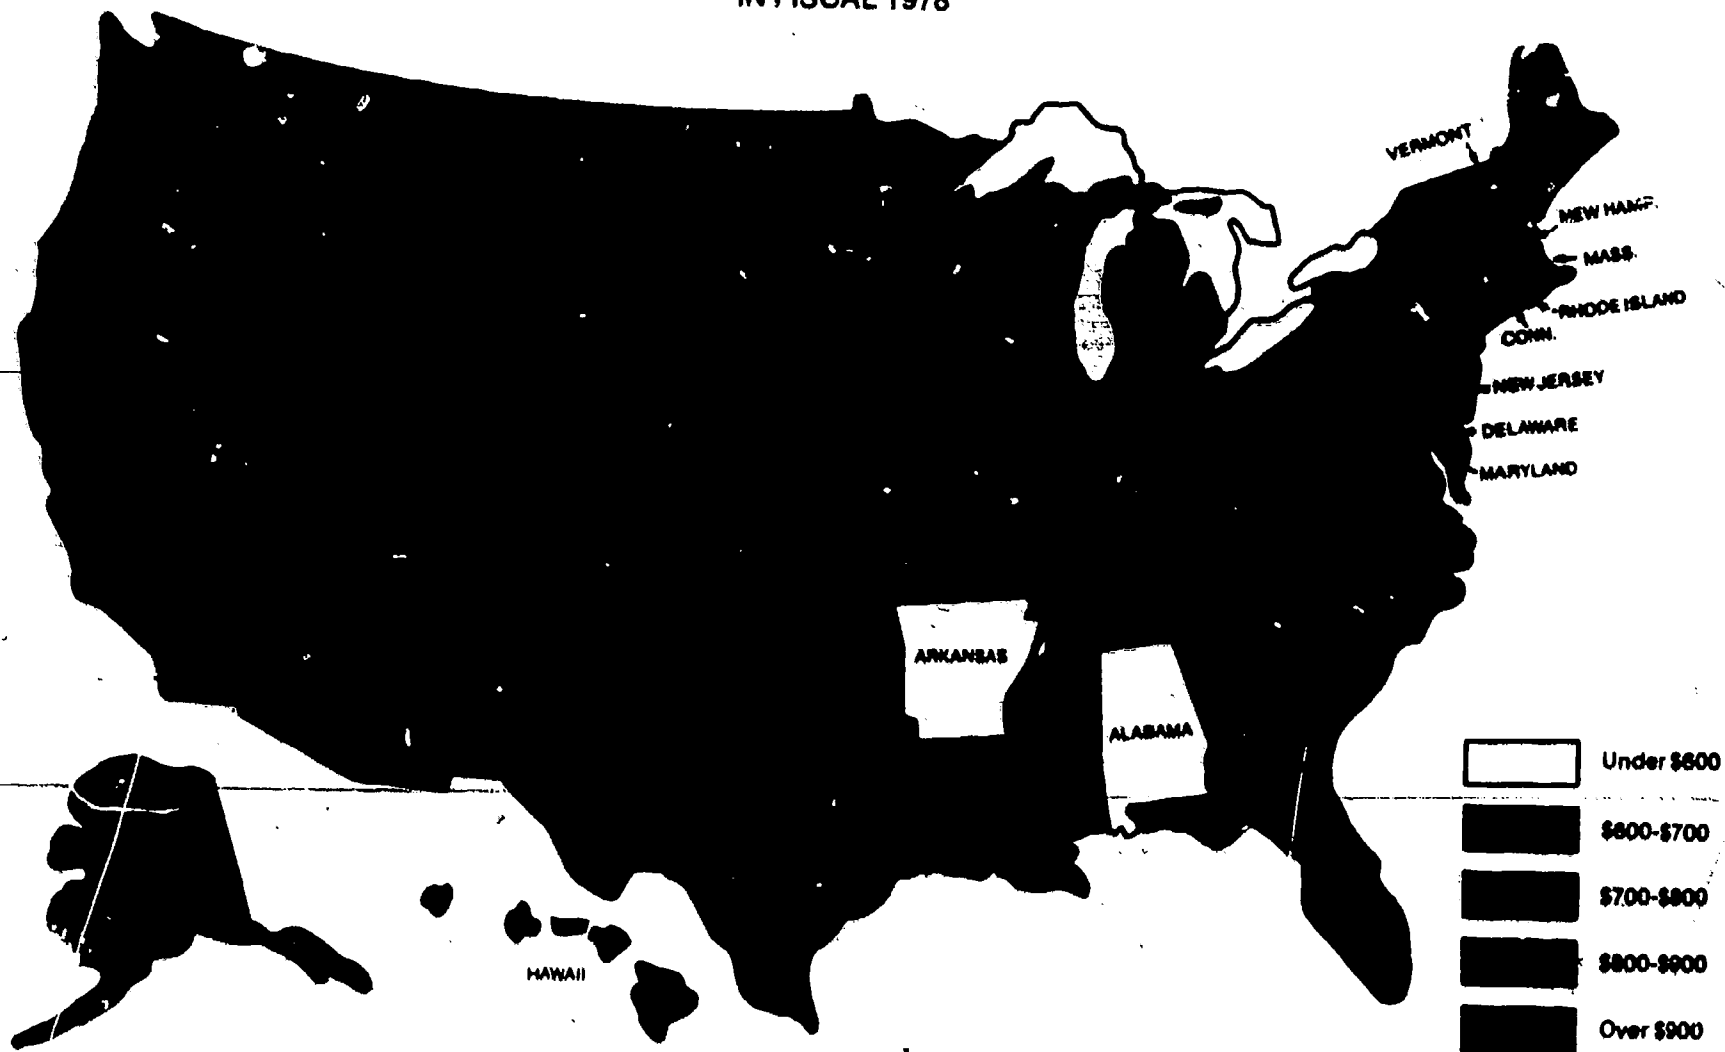 IN FISCAL 1978
VERMONT
NEW HAMP.
MASS.
RHODE ISLAND
CONN.
NEW JERSEY
DELAWARE
MARYLAND
ARKANSAS
ALABAMA
HAWAII
Under $600
$600-$700
$700-$800
$800-$900
Over $900